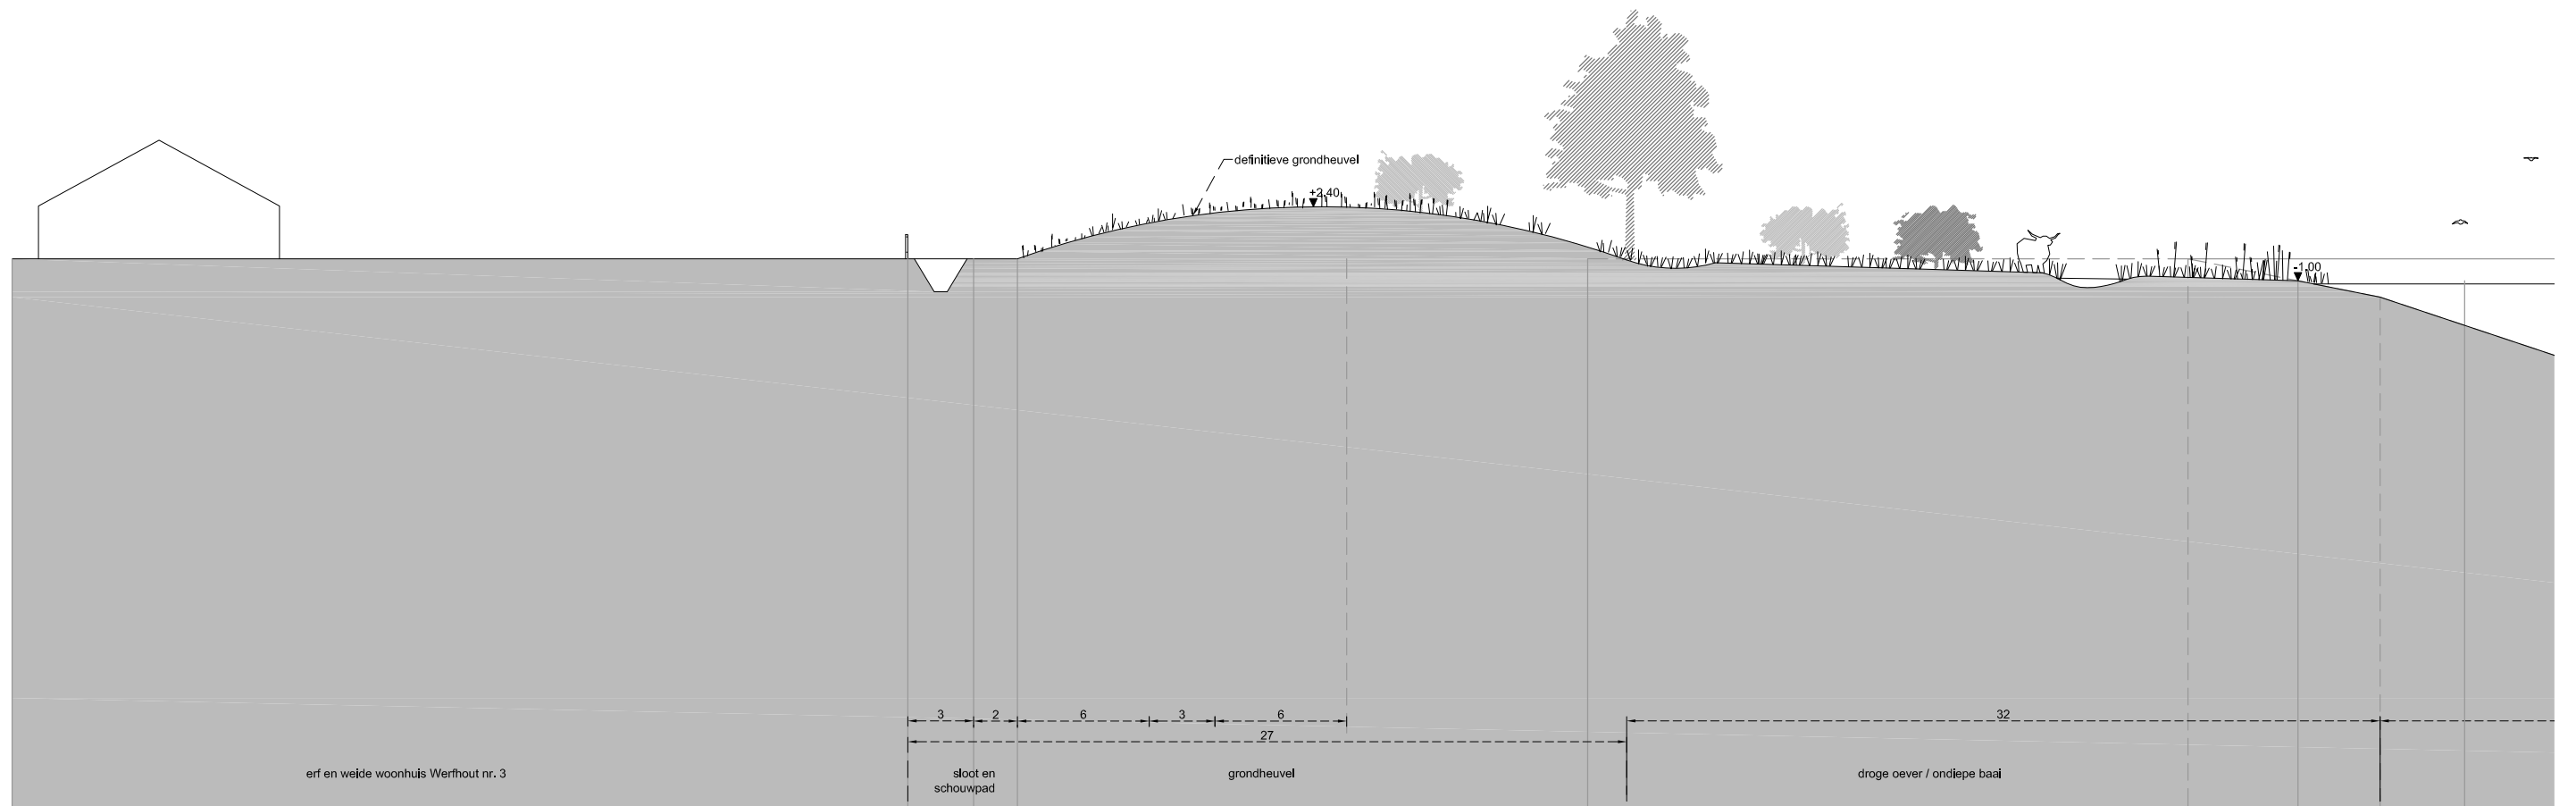 definitieve grondheuvel
+2.40
-1.00
3 2 6 3 6 32
27
erf en weide woonhuis Werfhout nr. 3
sloot en
schouwpad
grondheuvel
droge oever / ondiepe baai